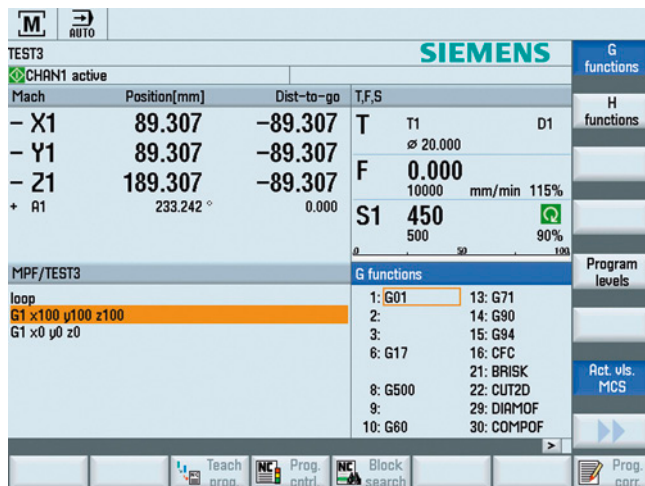 M
AUTO
TEST3
SIEMENS
G functions
CHAN1 active
Mach Position[mm] Dist-to-go
T,F,S
H functions
- X1 89.307 -89.307
- Y1 89.307 -89.307
- Z1 189.307 -89.307
+ A1 233.242 ° 0.000
T T1 D1
ø 20.000
F 0.000
10000 mm/min 115%
S1 450
500 90%
0 50 100
Program levels
MPF/TEST3
loop
G1 x100 y100 z100
G1 x0 y0 z0
G functions
1: G01 13: G71
2: 14: G90
3: 15: G94
6: G17 16: CFC
21: BRISK
8: G500 22: CUT2D
9: 29: DIAMOF
10: G60 30: COMPOF
Act. vls. MCS
>
Teach prog.
NC Prog. cntrl.
NC Block search
Prog. corr.